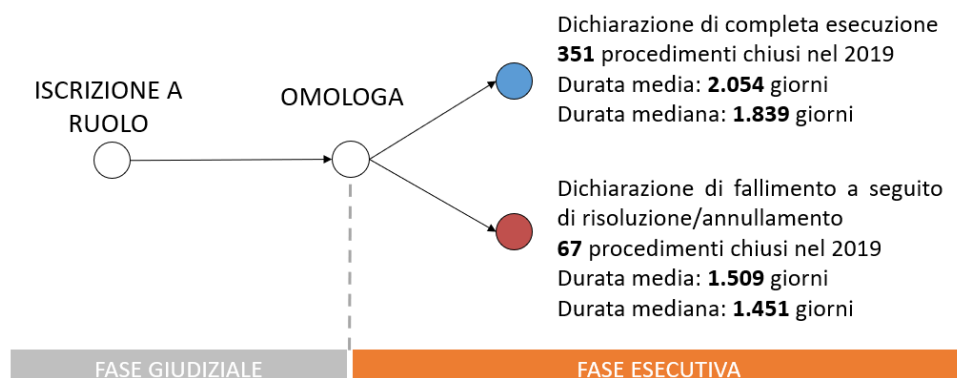 ISCRIZIONE A
RUOLO
OMOLOGA
Dichiarazione di completa esecuzione
351 procedimenti chiusi nel 2019
Durata media: 2.054 giorni
Durata mediana: 1.839 giorni
Dichiarazione di fallimento a seguito
di risoluzione/annullamento
67 procedimenti chiusi nel 2019
Durata media: 1.509 giorni
Durata mediana: 1.451 giorni
FASE GIUDIZIALE
FASE ESECUTIVA